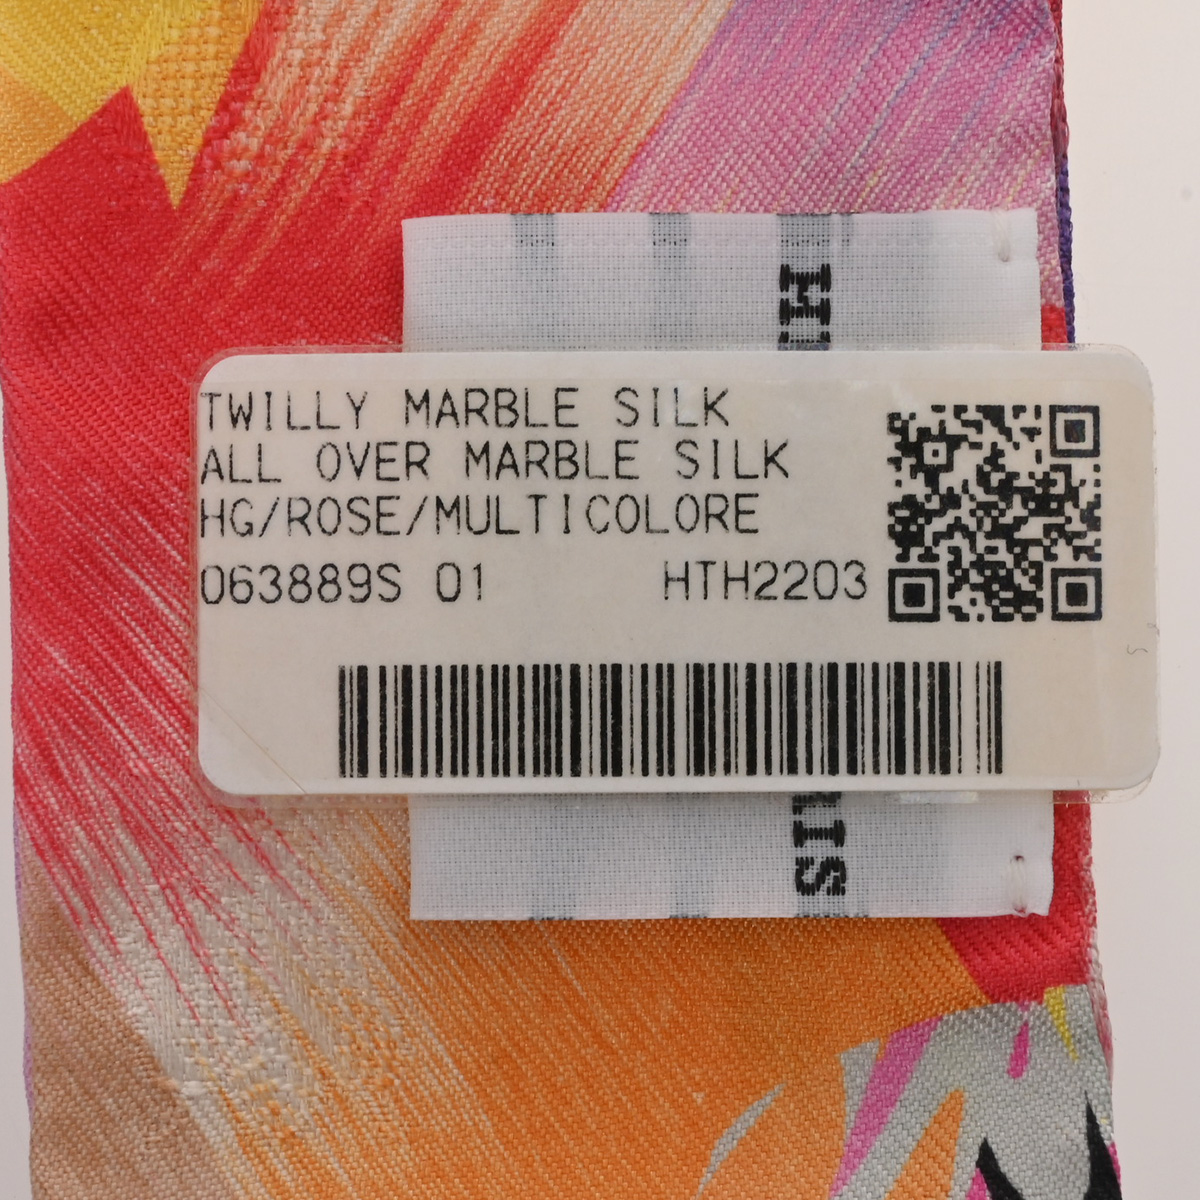 TWILLY MARBLE SILK
ALL OVER MARBLE SILK
HG/ROSE/MULTICOLORE
063889S 01 HTH2203